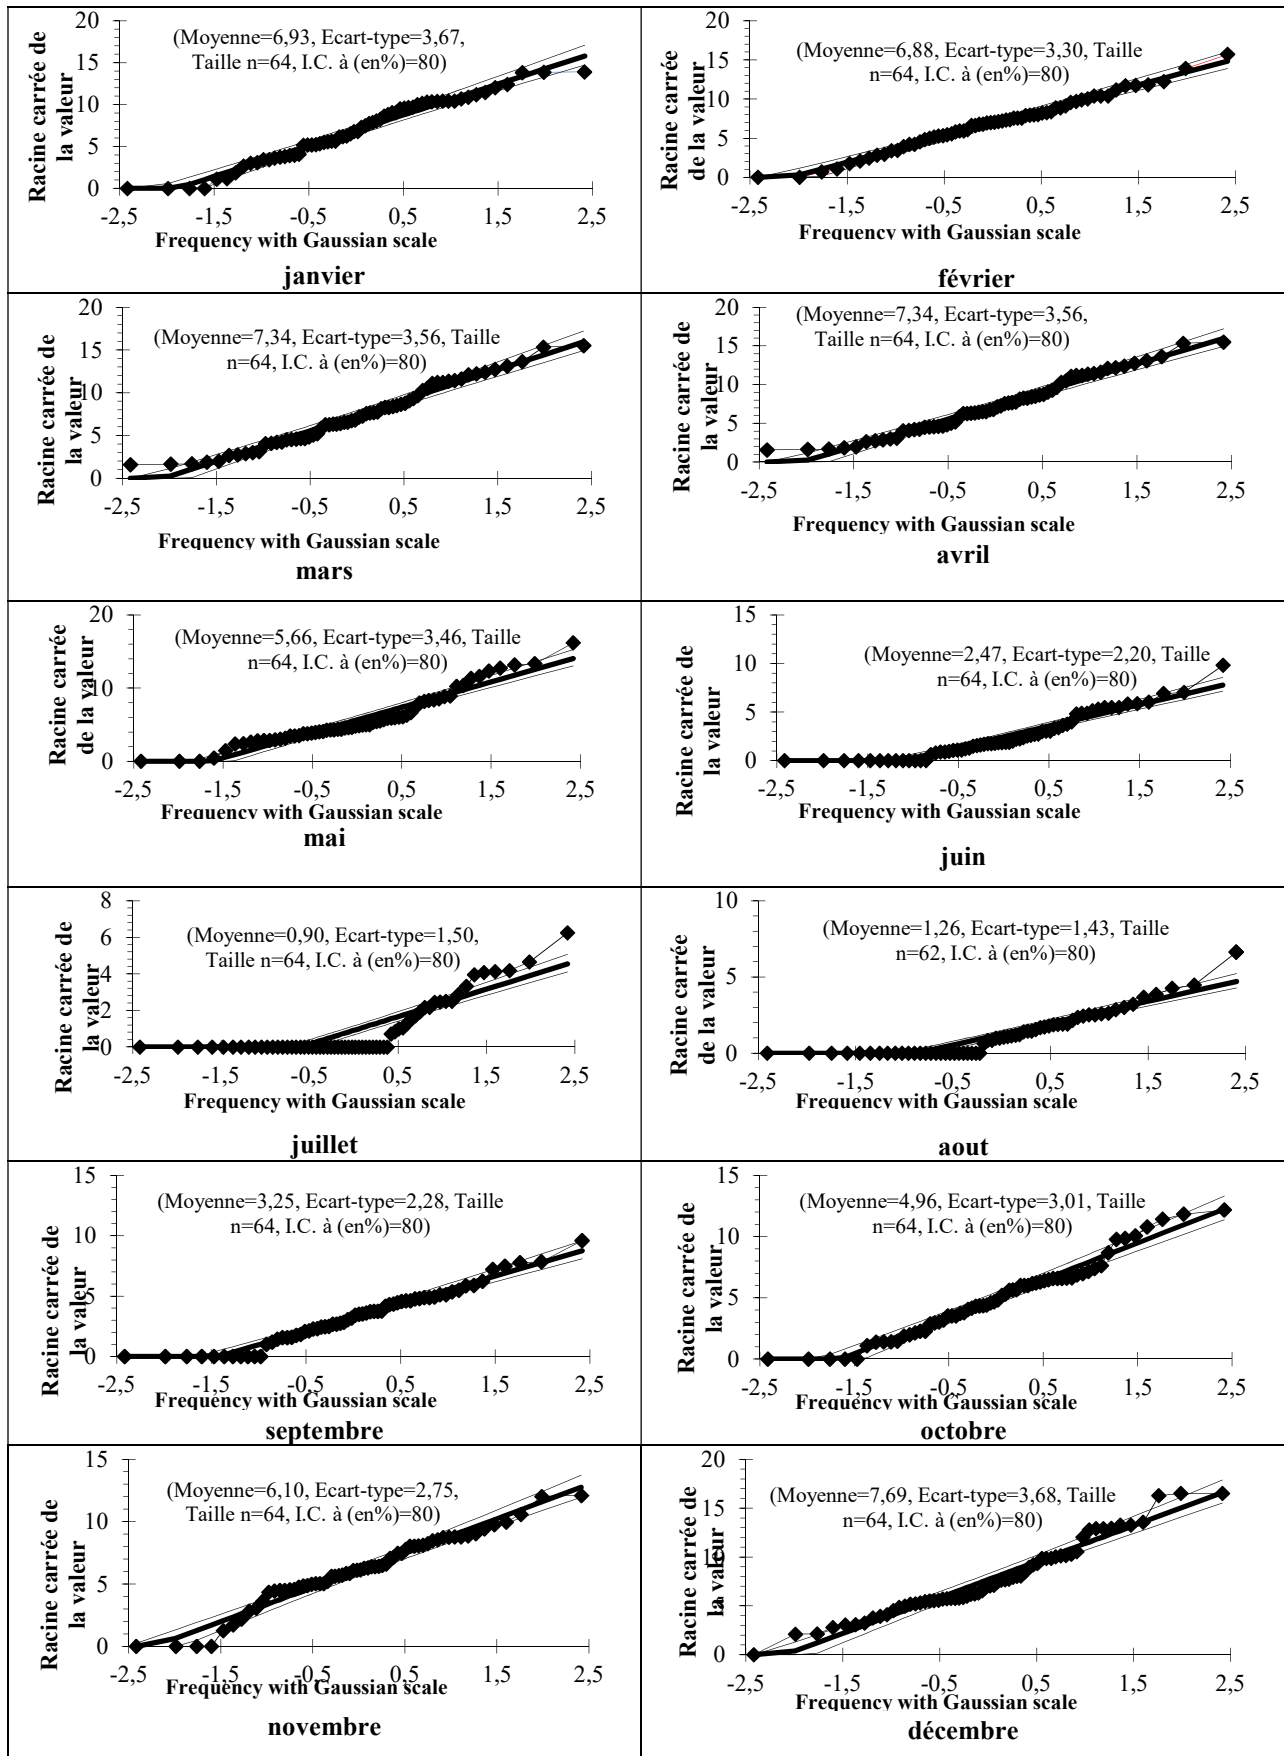 20
15
10
5
0
-2,5
-1,5
-0,5
0,5
1,5
2,5
Racine carrée de
la valeur
(Moyenne=6,93, Ecart-type=3,67,
Taille n=64, I.C. à (en%)=80)
Frequency with Gaussian scale
janvier
20
15
10
5
0
-2,5
-1,5
-0,5
0,5
1,5
2,5
Racine carrée
de la valeur
(Moyenne=6,88, Ecart-type=3,30, Taille
n=64, I.C. à (en%)=80)
Frequency with Gaussian scale
février
20
15
10
5
0
-2,5
-1,5
-0,5
0,5
1,5
2,5
Racine carrée de
la valeur
(Moyenne=7,34, Ecart-type=3,56, Taille
n=64, I.C. à (en%)=80)
Frequency with Gaussian scale
mars
20
15
10
5
0
-2,5
-1,5
-0,5
0,5
1,5
2,5
Racine carrée de
la valeur
(Moyenne=7,34, Ecart-type=3,56,
Taille n=64, I.C. à (en%)=80)
Frequency with Gaussian scale
avril
20
10
0
-2,5
-1,5
-0,5
0,5
1,5
2,5
Racine carrée
de la valeur
(Moyenne=5,66, Ecart-type=3,46, Taille
n=64, I.C. à (en%)=80)
Frequency with Gaussian scale
mai
15
10
5
0
-2,5
-1,5
-0,5
0,5
1,5
2,5
Racine carrée de
la valeur
(Moyenne=2,47, Ecart-type=2,20, Taille
n=64, I.C. à (en%)=80)
Frequency with Gaussian scale
juin
8
6
4
2
0
-2,5
-1,5
-0,5
0,5
1,5
2,5
Racine carrée de
la valeur
(Moyenne=0,90, Ecart-type=1,50,
Taille n=64, I.C. à (en%)=80)
Frequency with Gaussian scale
juillet
10
5
0
-2,5
-1,5
-0,5
0,5
1,5
2,5
Racine carrée
de la valeur
(Moyenne=1,26, Ecart-type=1,43, Taille
n=62, I.C. à (en%)=80)
Frequency with Gaussian scale
aout
15
10
5
0
-2,5
-1,5
-0,5
0,5
1,5
2,5
Racine carrée de
la valeur
(Moyenne=3,25, Ecart-type=2,28, Taille
n=64, I.C. à (en%)=80)
Frequency with Gaussian scale
septembre
15
10
5
0
-2,5
-1,5
-0,5
0,5
1,5
2,5
Racine carrée de
la valeur
(Moyenne=4,96, Ecart-type=3,01, Taille
n=64, I.C. à (en%)=80)
Frequency with Gaussian scale
octobre
15
10
5
0
-2,5
-1,5
-0,5
0,5
1,5
2,5
Racine carrée de
la valeur
(Moyenne=6,10, Ecart-type=2,75,
Taille n=64, I.C. à (en%)=80)
Frequency with Gaussian scale
novembre
20
15
10
5
0
-2,5
-1,5
-0,5
0,5
1,5
2,5
Racine carrée de
la valeur
(Moyenne=7,69, Ecart-type=3,68, Taille
n=64, I.C. à (en%)=80)
Frequency with Gaussian scale
décembre